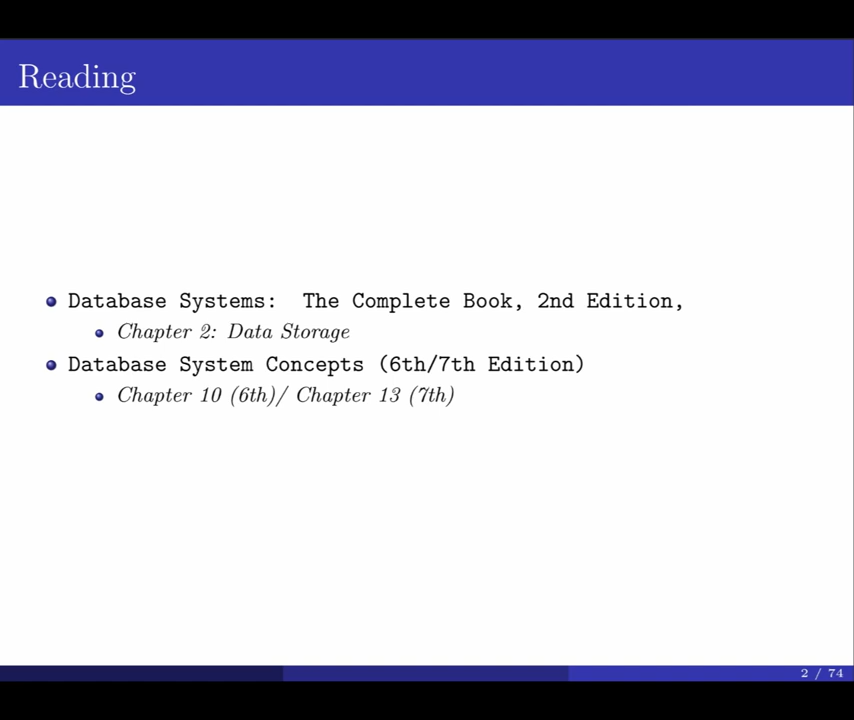 Reading
Database Systems: The Complete Book, 2nd Edition,
Chapter 2: Data Storage
Database System Concepts (6th/7th Edition)
Chapter 10 (6th)/ Chapter 13 (7th)
2 / 74